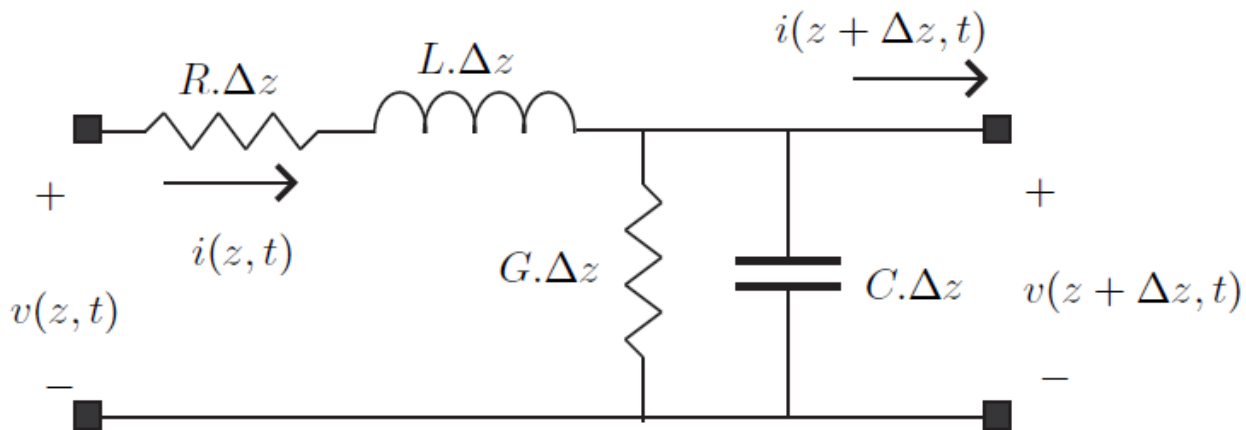 i(z + Δz, t)
R.Δz
L.Δz
+
i(z, t)
G.Δz
C.Δz
+
v(z, t)
v(z + Δz, t)
−
−